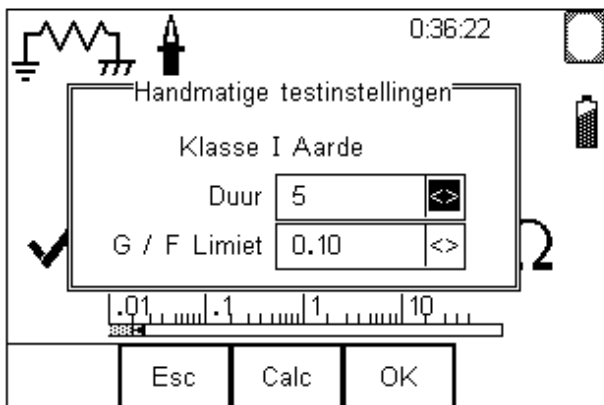 0:36:22
Handmatige testinstellingen
Klasse I Aarde
Duur 5 <>
G / F Limiet 0.10 <>
Ω
.01 .1 1 10
Esc Calc OK